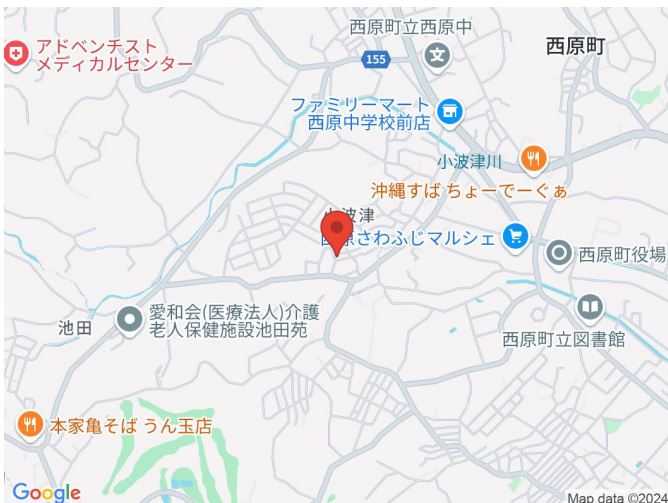 西原町立西原中
アドベンチスト
メディカルセンター
155
西原町
ファミリーマート
西原中学校前店
小波津川
沖縄すば ちょーでーぐぁ
小波津
西原さわふじマルシェ
西原町役場
愛和会(医療法人)介護
老人保健施設池田苑
池田
西原町立図書館
本家亀そば うん玉店
Google
Map data ©2024